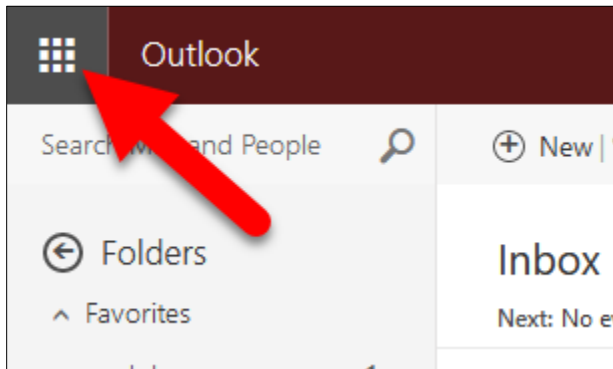 Outlook
Search and People
New
Folders
Inbox
Favorites
Next: No